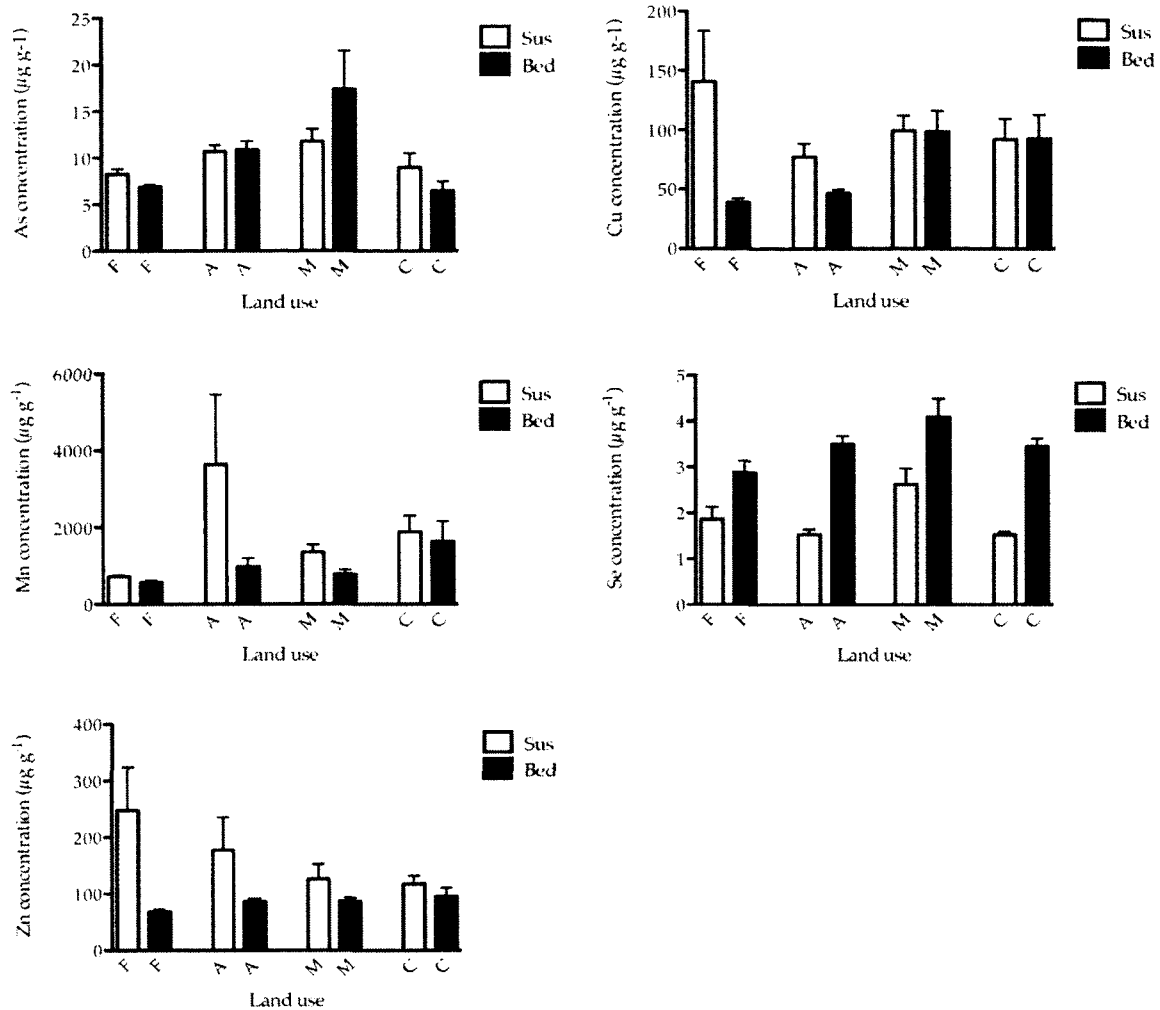 As concentration (µg g-1)
25
20
15
10
5
0
F F A A M M C C
Land use
Sus
Bed
Cu concentration (µg g-1)
200
150
100
50
0
F F A A M M C C
Land use
Sus
Bed
Mn concentration (µg g⁻¹)
6000
4000
2000
0
F F A A M M C C
Land use
Sus
Bed
Se concentration (µg g⁻¹)
5
4
3
2
1
0
F F A A M M C C
Land use
Sus
Bed
Zn concentration (µg g⁻¹)
400
300
200
100
0
F F A A M M C C
Land use
Sus
Bed